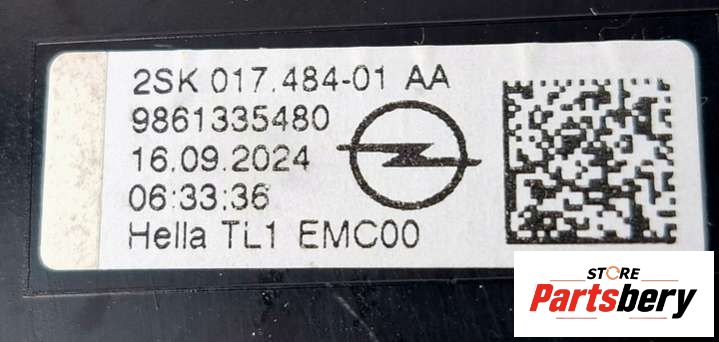 2SK 017.484-01 AA
9861335480
16.09.2024
06:33:36
Hella TL1 EMC00
STORE
Partsbery